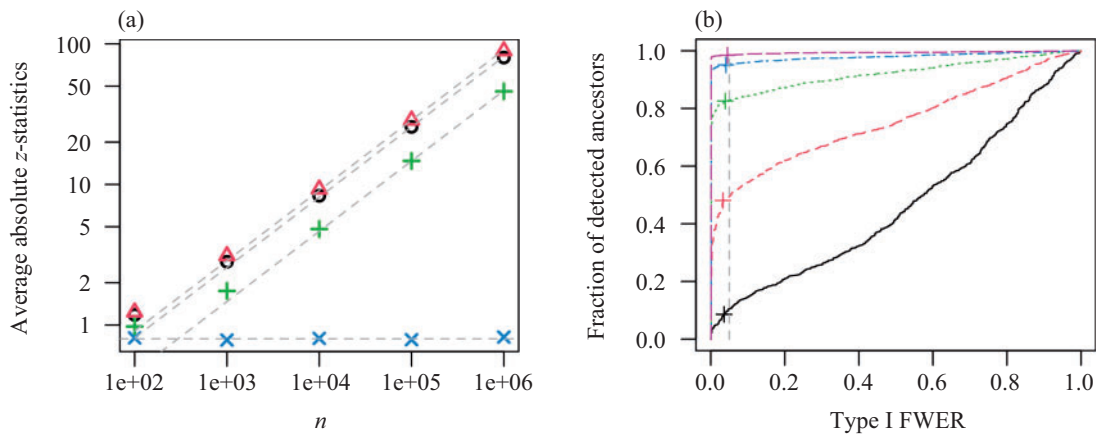 (a)
Average absolute z-statistics
100
50
20
10
5
2
1
1e+02 1e+03 1e+04 1e+05 1e+06
n
(b)
Fraction of detected ancestors
1.0
0.8
0.6
0.4
0.2
0.0
0.0 0.2 0.4 0.6 0.8 1.0
Type I FWER